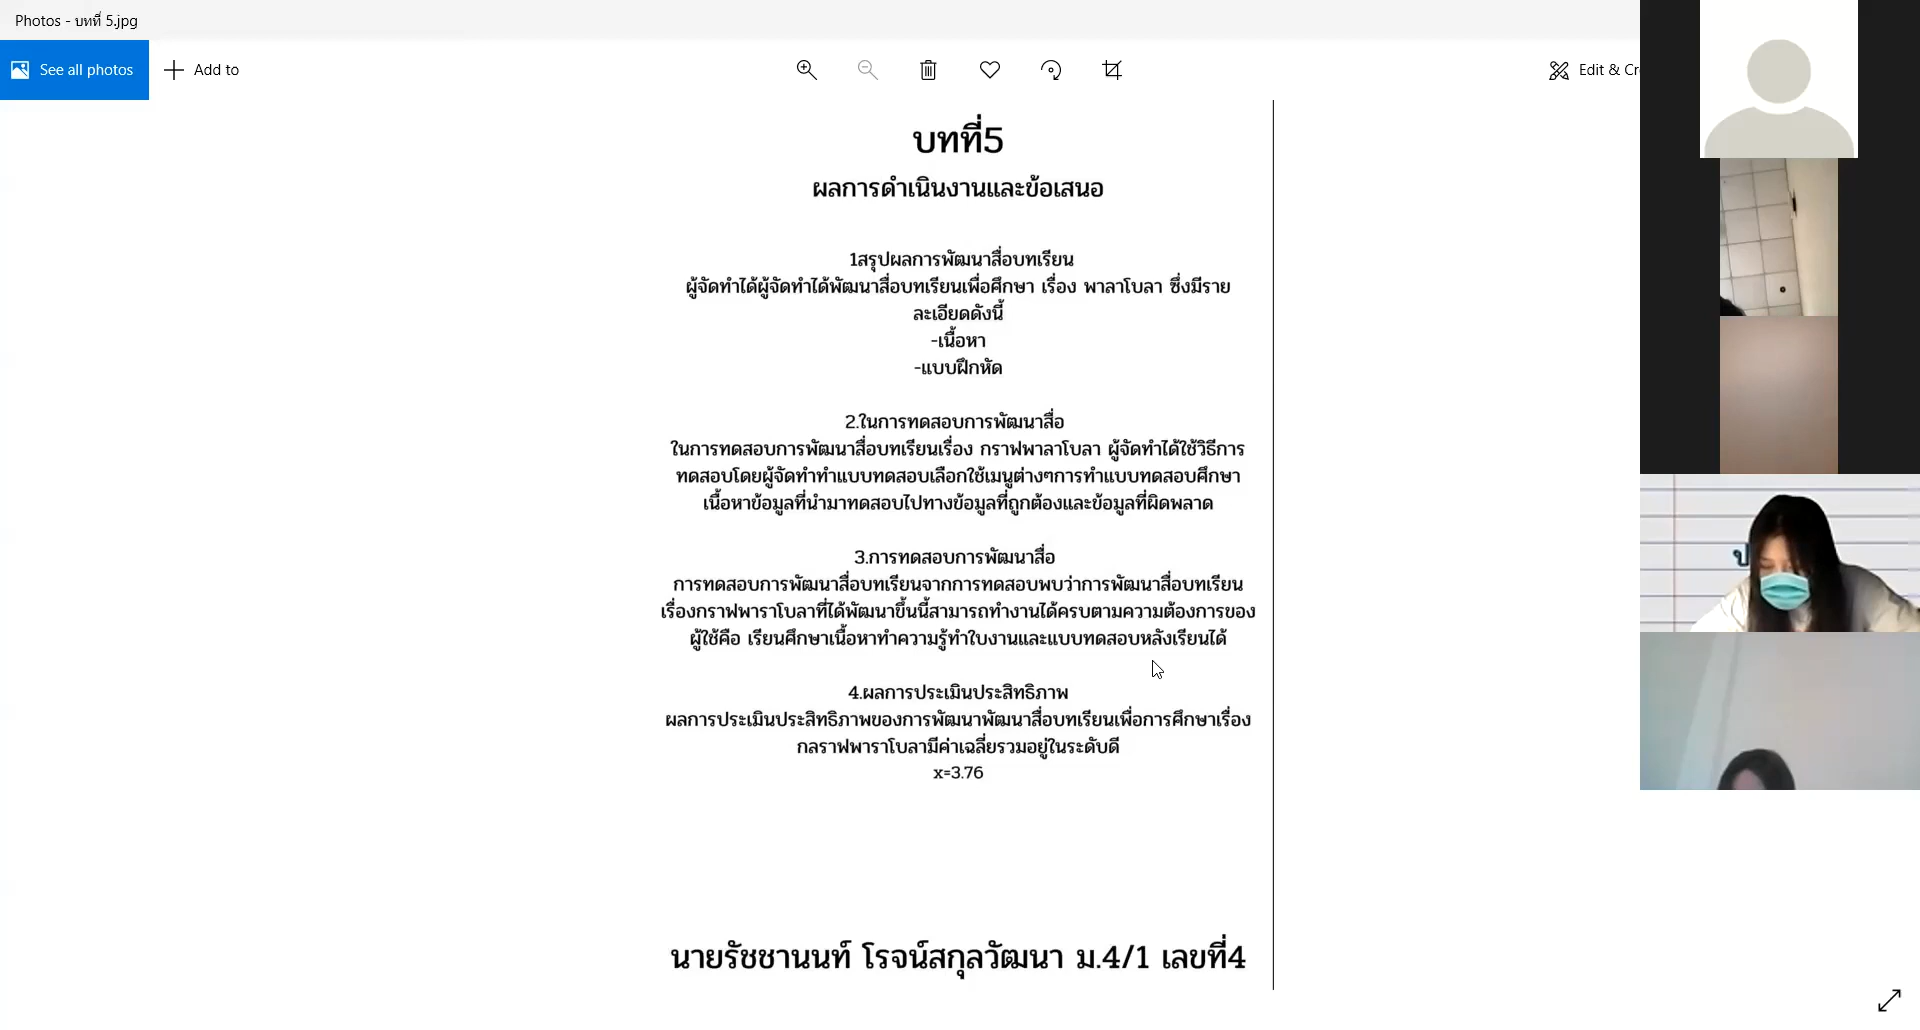 Photos - บทที่ 5.jpg
See all photos
Add to
Edit & Cr
บทที่5
ผลการดำเนินงานและข้อเสนอ
1สรุปผลการพัฒนาสื่อบทเรียน
ผู้จัดทำได้ผู้จัดทำได้พัฒนาสื่อบทเรียนเพื่อศึกษา เรื่อง พาลาโบลา ซึ่งมีราย
ละเอียดดังนี้
-เนื้อหา
-แบบฝึกหัด
2.ในการทดสอบการพัฒนาสื่อ
ในการทดสอบการพัฒนาสื่อบทเรียนเรื่อง กราฟพาลาโบลา ผู้จัดทำได้ใช้วิธีการ
ทดสอบโดยผู้จัดทำทำแบบทดสอบเลือกใช้เมนูต่างๆการทำแบบทดสอบศึกษา
เนื้อหาข้อมูลที่นำมาทดสอบไปทางข้อมูลที่ถูกต้องและข้อมูลที่ผิดพลาด
3.การทดสอบการพัฒนาสื่อ
การทดสอบการพัฒนาสื่อบทเรียนจากการทดสอบพบว่าการพัฒนาสื่อบทเรียน
เรื่องกราฟพาราโบลาที่ได้พัฒนาขึ้นนี้สามารถทำงานได้ครบตามความต้องการของ
ผู้ใช้คือ เรียนศึกษาเนื้อหาทำความรู้ทำใบงานและแบบทดสอบหลังเรียนได้
4.ผลการประเมินประสิทธิภาพ
ผลการประเมินประสิทธิภาพของการพัฒนาพัฒนาสื่อบทเรียนเพื่อการศึกษาเรื่อง
กลราฟพาราโบลามีค่าเฉลี่ยรวมอยู่ในระดับดี
x=3.76
นายรัชชานนท์ โรจน์สกุลวัฒนา ม.4/1 เลขที่4